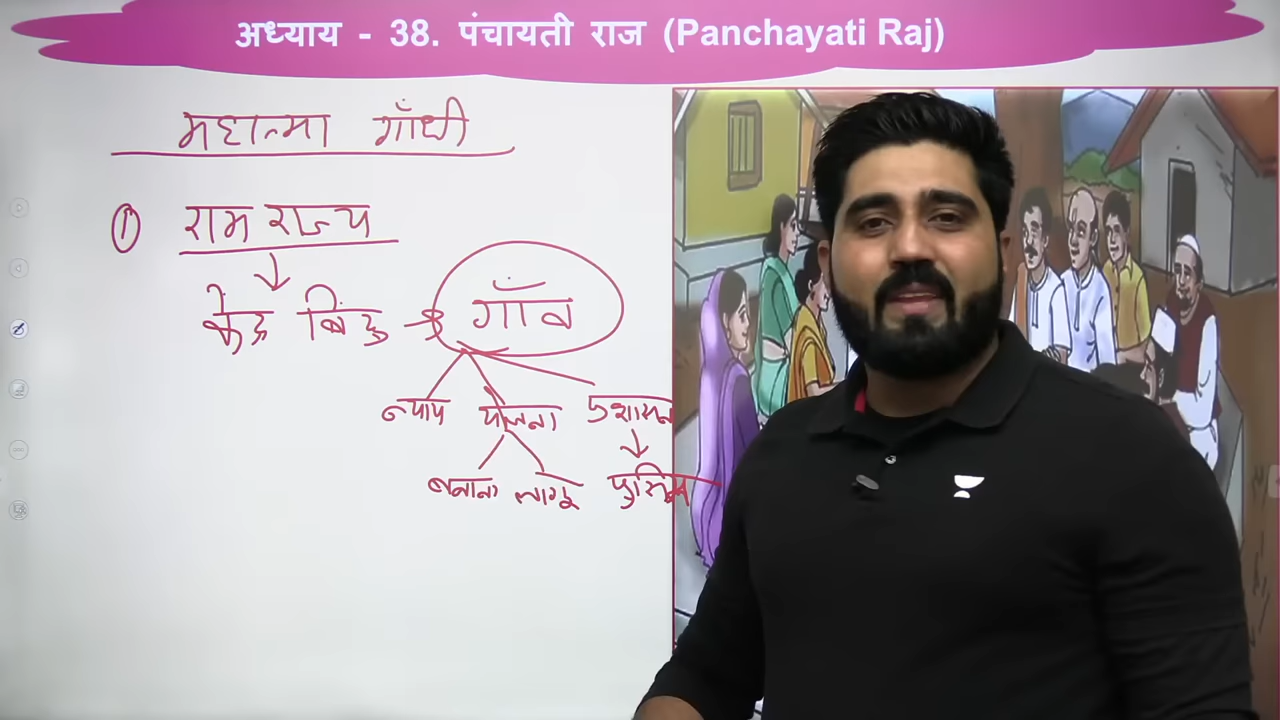 अध्याय - 38. पंचायती राज (Panchayati Raj)
महात्मा गाँधी
① राम राज्य
केंद्र बिंदु → गाँव
न्याय योजना प्रशासन
बनाना लागू पुलिस